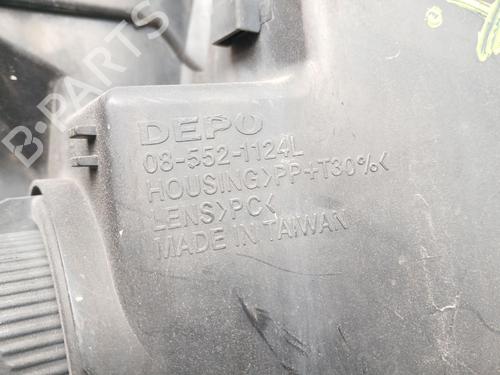 DEPO
08-552-1124L
HOUSING>PP+T30%<
LENS>PC<
MADE IN TAIWAN
B-PARTS